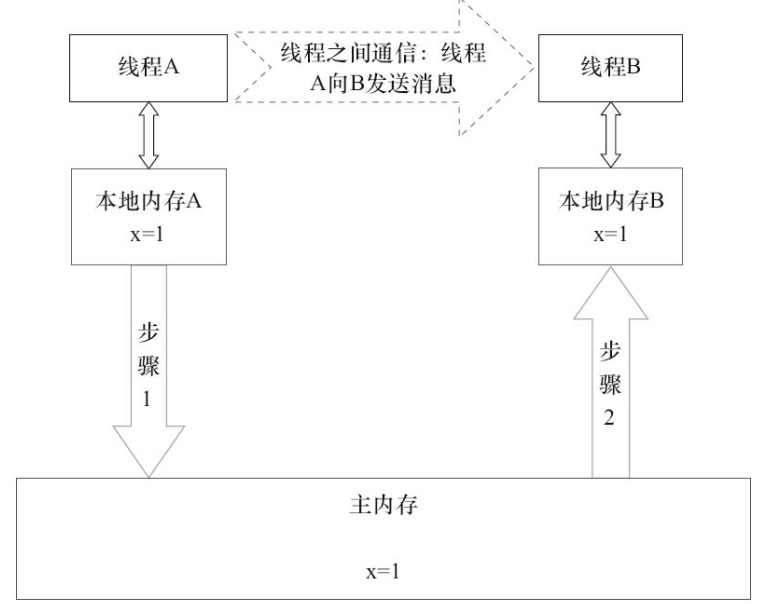 线程A
线程之间通信：线程
A向B发送消息
线程B
本地内存A
x=1
本地内存B
x=1
步
骤
1
步
骤
2
主内存
x=1